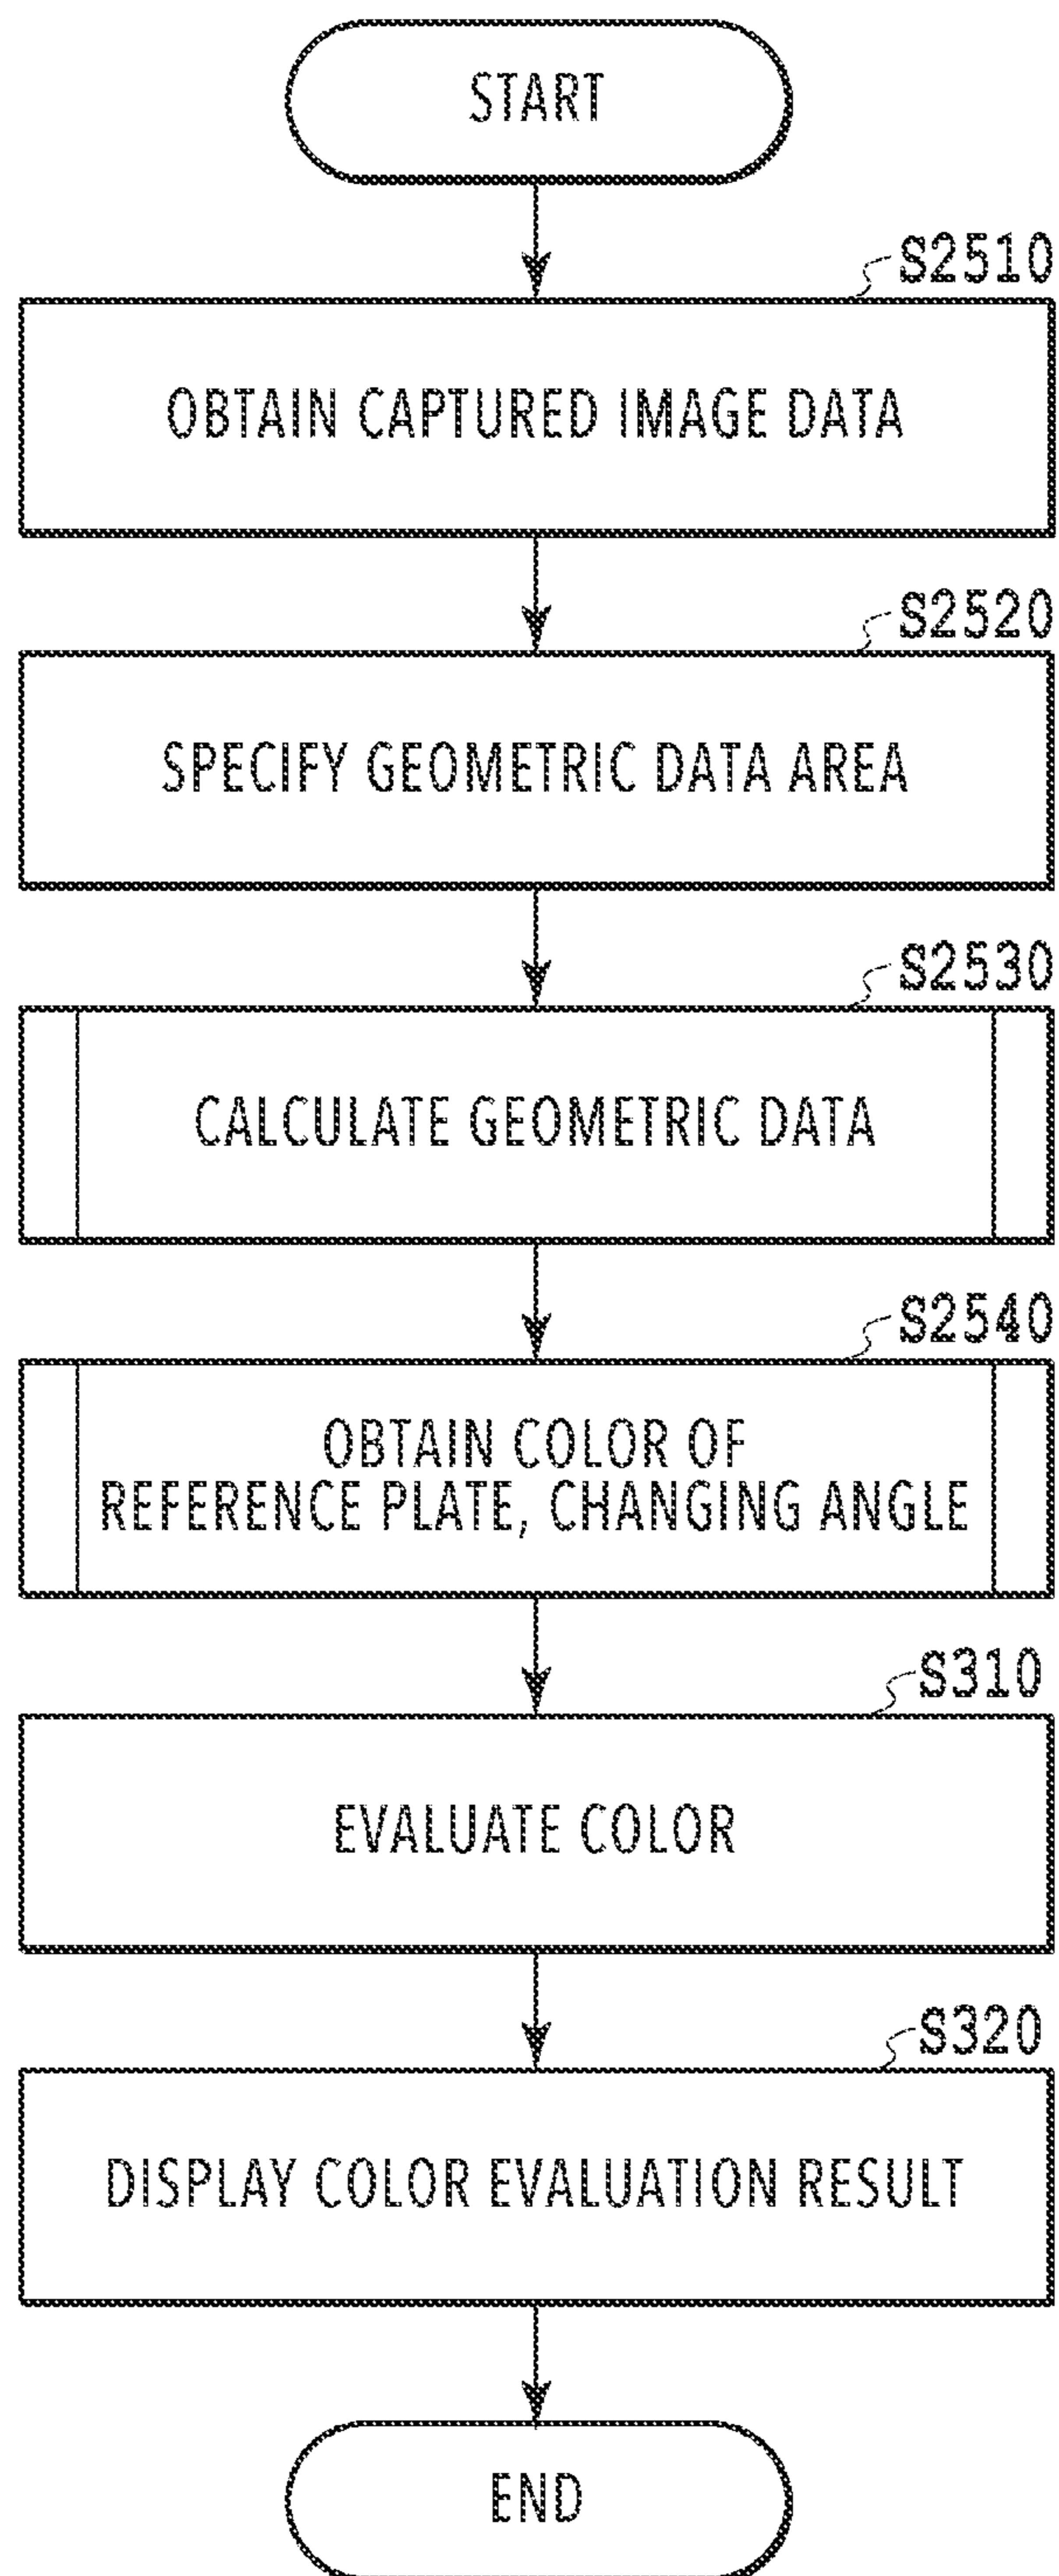 START
S2510
OBTAIN CAPTURED IMAGE DATA
S2520
SPECIFY GEOMETRIC DATA AREA
S2530
CALCULATE GEOMETRIC DATA
S2540
OBTAIN COLOR OF
REFERENCE PLATE, CHANGING ANGLE
S310
EVALUATE COLOR
S320
DISPLAY COLOR EVALUATION RESULT
END